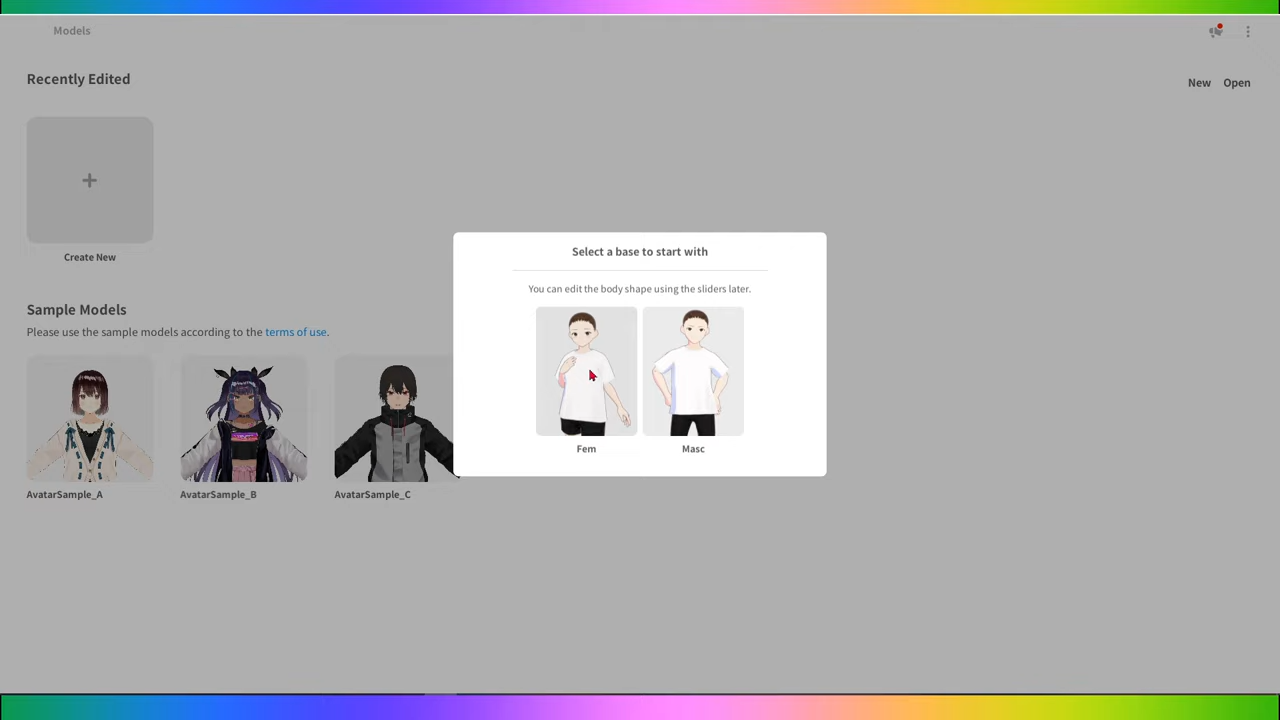 Models
Recently Edited
New Open
Create New
Select a base to start with
You can edit the body shape using the sliders later.
Fem Masc
Sample Models
Please use the sample models according to the terms of use.
AvatarSample_A AvatarSample_B AvatarSample_C